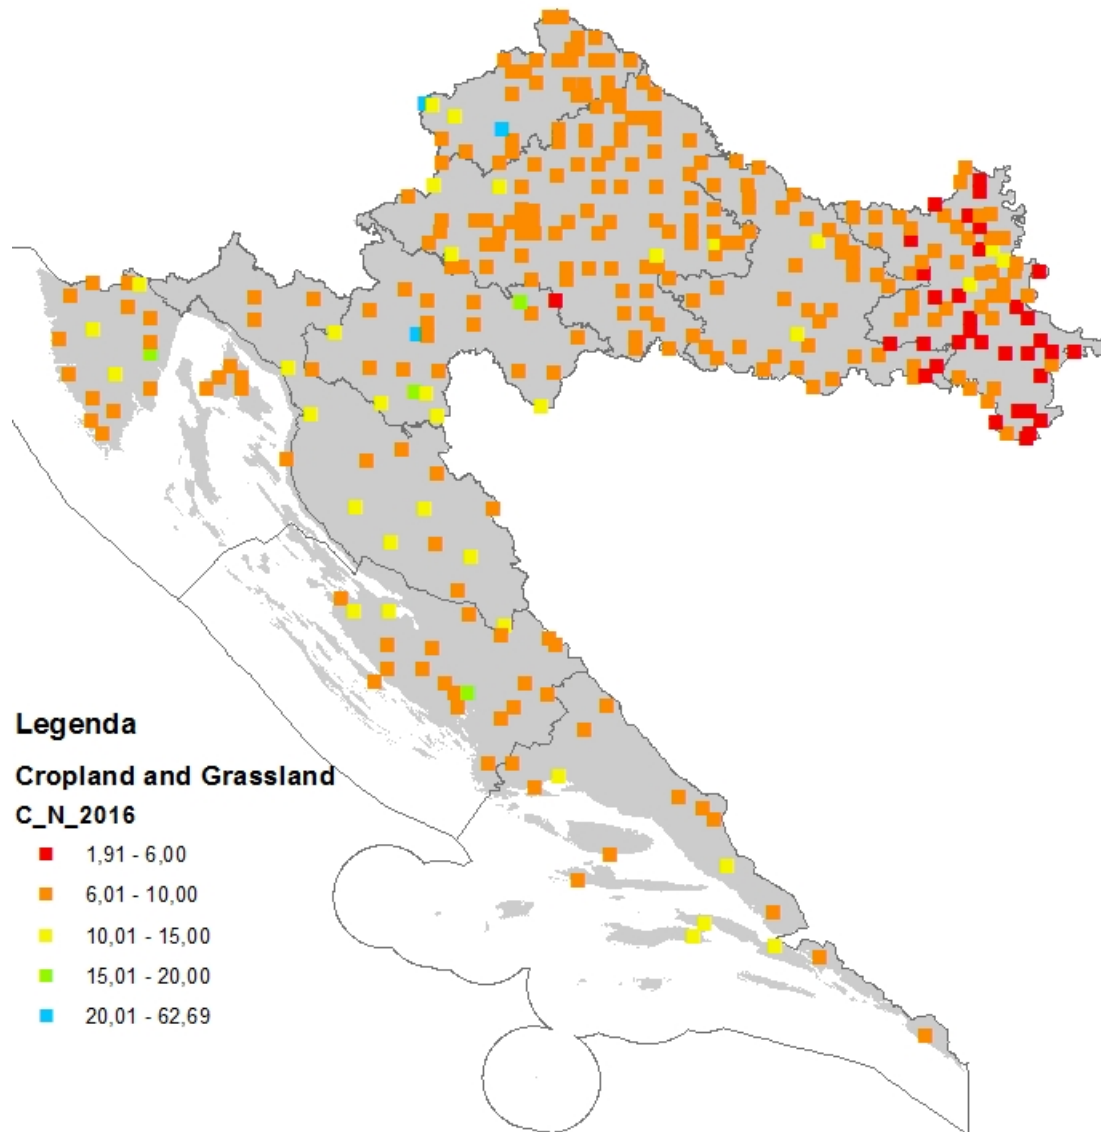 Legenda
Cropland and Grassland
C_N_2016
1,91 - 6,00
6,01 - 10,00
10,01 - 15,00
15,01 - 20,00
20,01 - 62,69